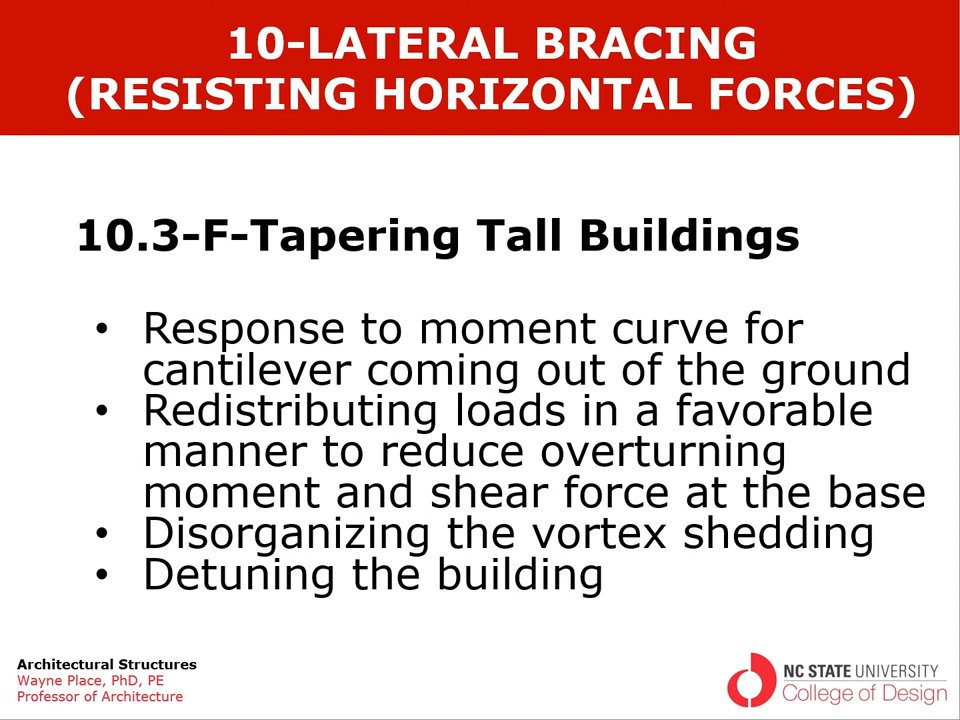 10-LATERAL BRACING
(RESISTING HORIZONTAL FORCES)
10.3-F-Tapering Tall Buildings
• Response to moment curve for
cantilever coming out of the ground
• Redistributing loads in a favorable
manner to reduce overturning
moment and shear force at the base
• Disorganizing the vortex shedding
• Detuning the building
Architectural Structures
Wayne Place, PhD, PE
Professor of Architecture
NC STATE UNIVERSITY
College of Design